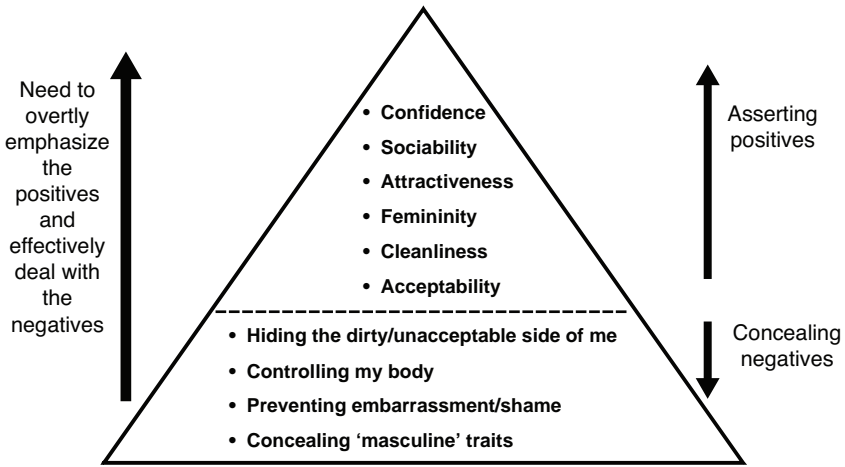 Need to
overtly
emphasize
the
positives
and
effectively
deal with
the
negatives
• Confidence
• Sociability
• Attractiveness
• Femininity
• Cleanliness
• Acceptability
• Hiding the dirty/unacceptable side of me
• Controlling my body
• Preventing embarrassment/shame
• Concealing ‘masculine’ traits
Asserting
positives
Concealing
negatives